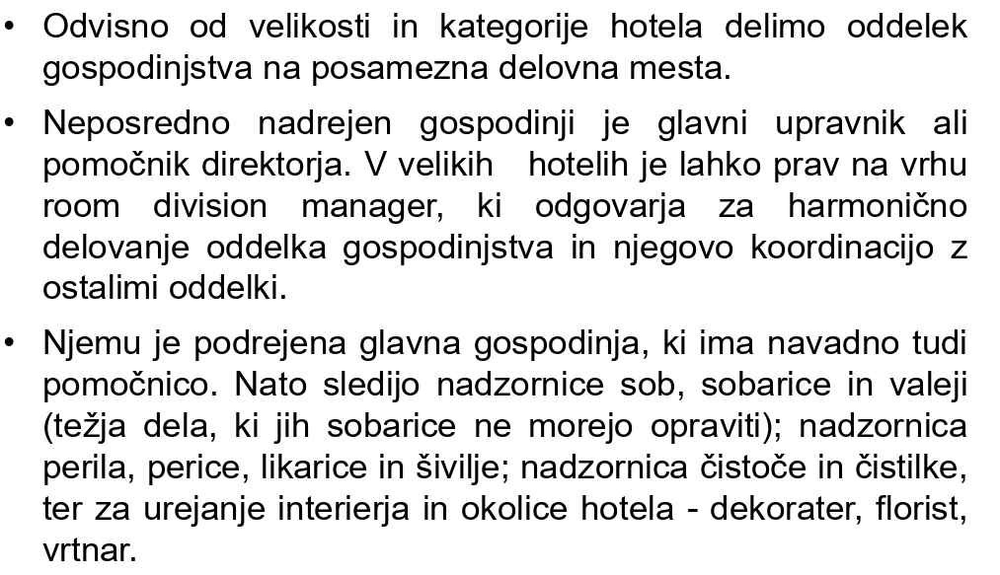 • Odvisno od velikosti in kategorije hotela delimo oddelek
gospodinjstva na posamezna delovna mesta.
• Neposredno nadrejen gospodinji je glavni upravnik ali
pomočnik direktorja. V velikih hotelih je lahko prav na vrhu
room division manager, ki odgovarja za harmonično
delovanje oddelka gospodinjstva in njegovo koordinacijo z
ostalimi oddelki.
• Njemu je podrejena glavna gospodinja, ki ima navadno tudi
pomočnico. Nato sledijo nadzornice sob, sobarice in valeji
(težja dela, ki jih sobarice ne morejo opraviti); nadzornica
perila, perice, likarice in šivilje; nadzornica čistoče in čistilke,
ter za urejanje interierja in okolice hotela - dekorater, florist,
vrtnar.